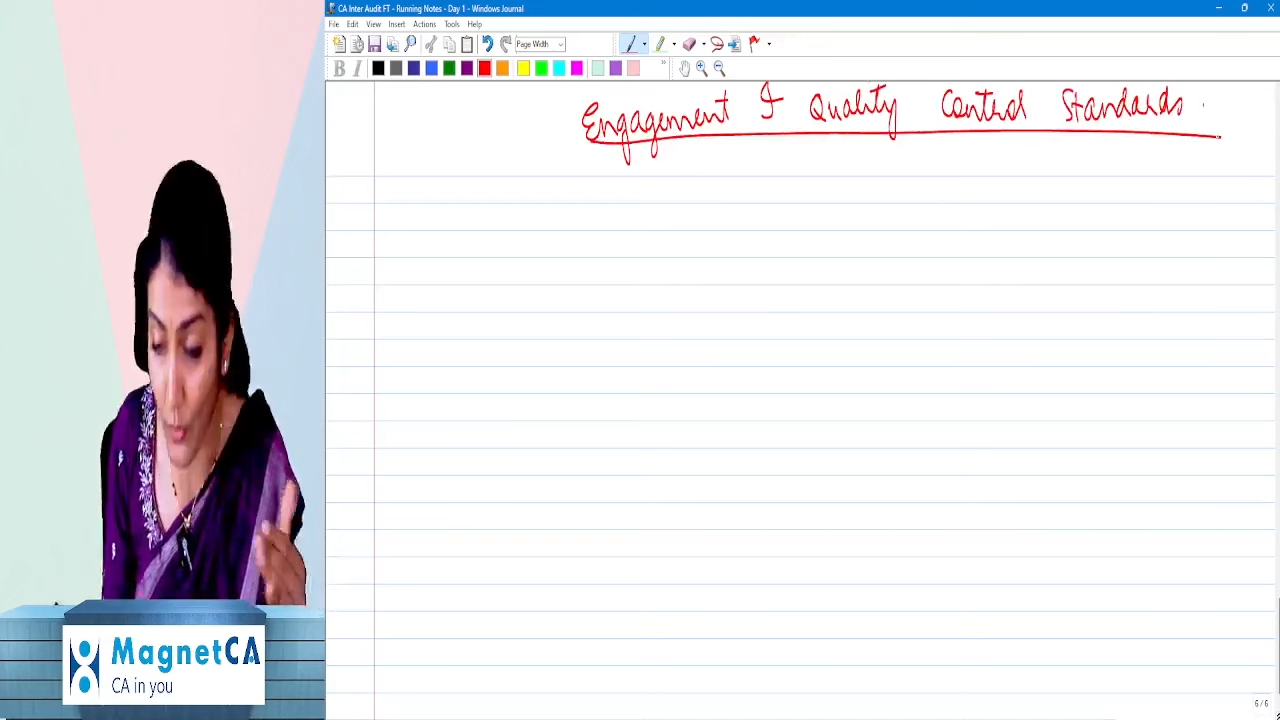 CA Inter Audit FT - Running Notes - Day 1 - Windows Journal
File Edit View Insert Actions Tools Help
Page Width
B I
Engagement & Quality Control Standards
MagnetCA
CA in you
6 / 6